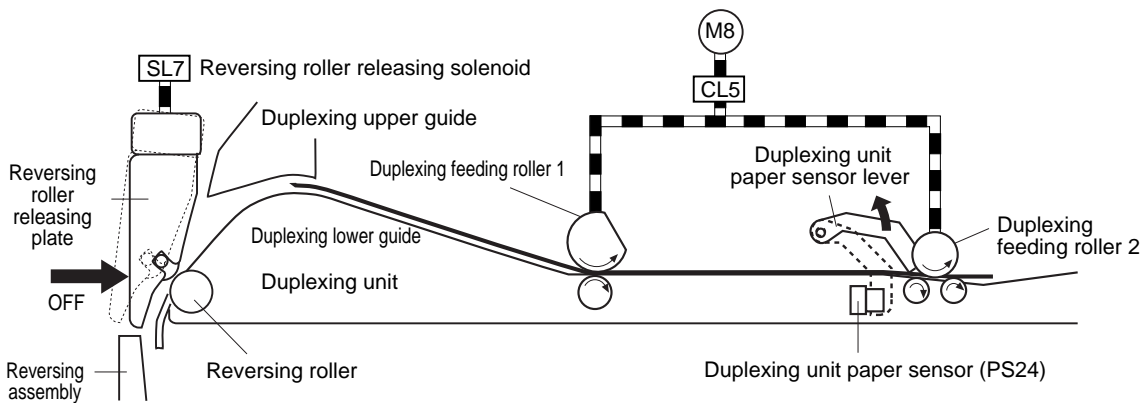 M8
SL7
Reversing roller releasing solenoid
CL5
Duplexing upper guide
Duplexing feeding roller 1
Duplexing unit
paper sensor lever
Reversing
roller
releasing
plate
Duplexing
feeding roller 2
Duplexing lower guide
Duplexing unit
OFF
Reversing
assembly
Reversing roller
Duplexing unit paper sensor (PS24)